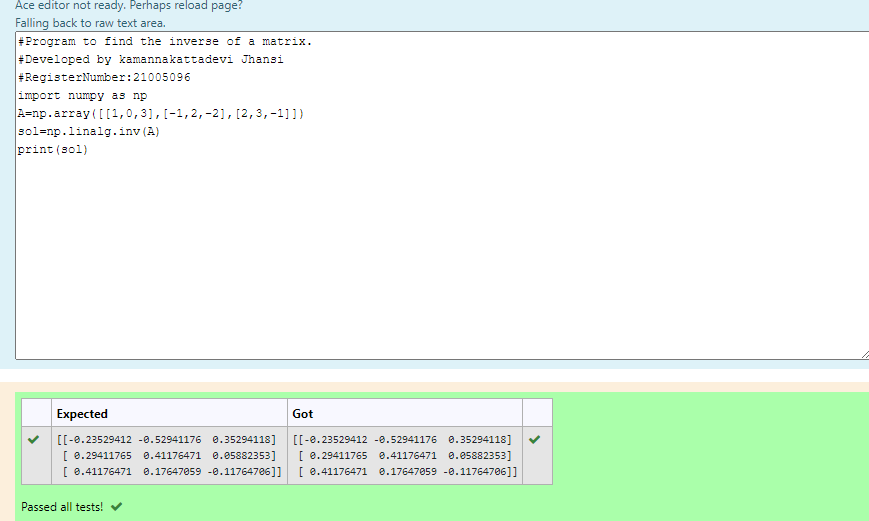 Ace editor not ready. Perhaps reload page?
Falling back to raw text area.
#Program to find the inverse of a matrix.
#Developed by kamannakattadevi Jhansi
#RegisterNumber:21005096
import numpy as np
A=np.array([[1,0,3],[-1,2,-2],[2,3,-1]])
sol=np.linalg.inv(A)
print(sol)
Expected Got
[[-0.23529412 -0.52941176  0.35294118] [[-0.23529412 -0.52941176  0.35294118]
[ 0.29411765  0.41176471  0.05882353] [ 0.29411765  0.41176471  0.05882353]
[ 0.41176471  0.17647059 -0.11764706]] [ 0.41176471  0.17647059 -0.11764706]]
Passed all tests!